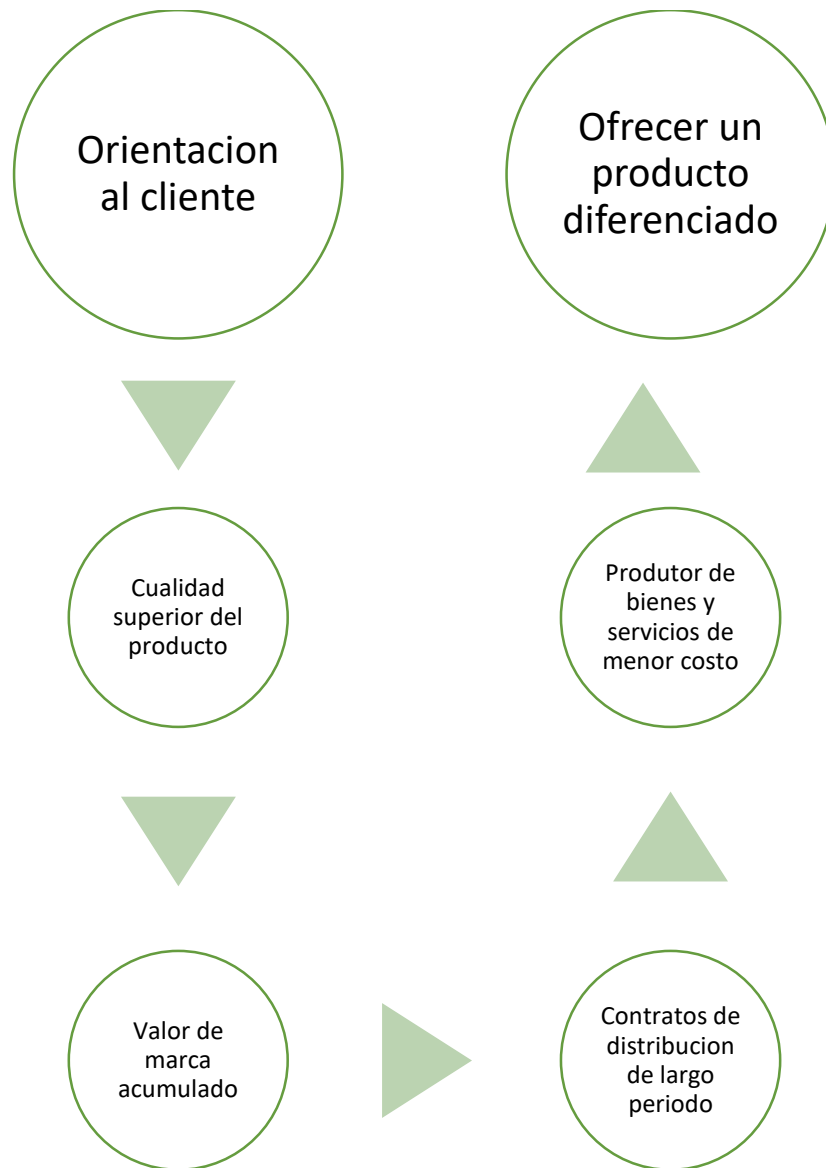 Orientacion
al cliente
Cualidad
superior del
producto
Valor de
marca
acumulado
Contratos de
distribucion
de largo
periodo
Produtor de
bienes y
servicios de
menor costo
Ofrecer un
producto
diferenciado